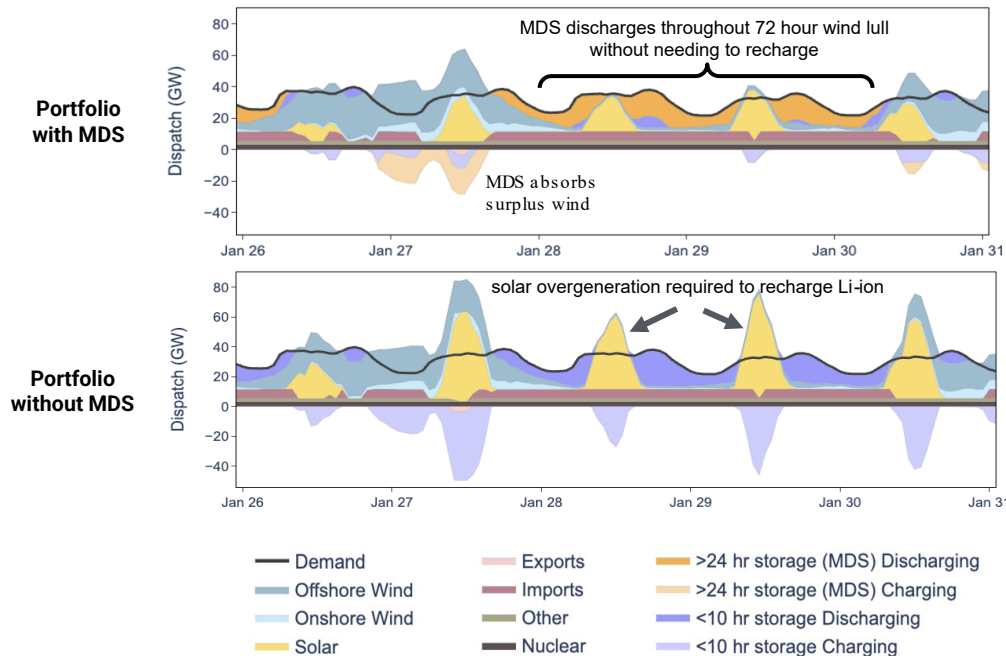 MDS discharges throughout 72 hour wind lull
without needing to recharge
Portfolio
with MDS
Dispatch (GW)
80
60
40
20
0
−20
−40
MDS absorbs
surplus wind
Jan 26
Jan 27
Jan 28
Jan 29
Jan 30
Jan 31
solar overgeneration required to recharge Li-ion
Portfolio
without MDS
Dispatch (GW)
80
60
40
20
0
−20
−40
Jan 26
Jan 27
Jan 28
Jan 29
Jan 30
Jan 31
Demand
Offshore Wind
Onshore Wind
Solar
Exports
Imports
Other
Nuclear
>24 hr storage (MDS) Discharging
>24 hr storage (MDS) Charging
<10 hr storage Discharging
<10 hr storage Charging